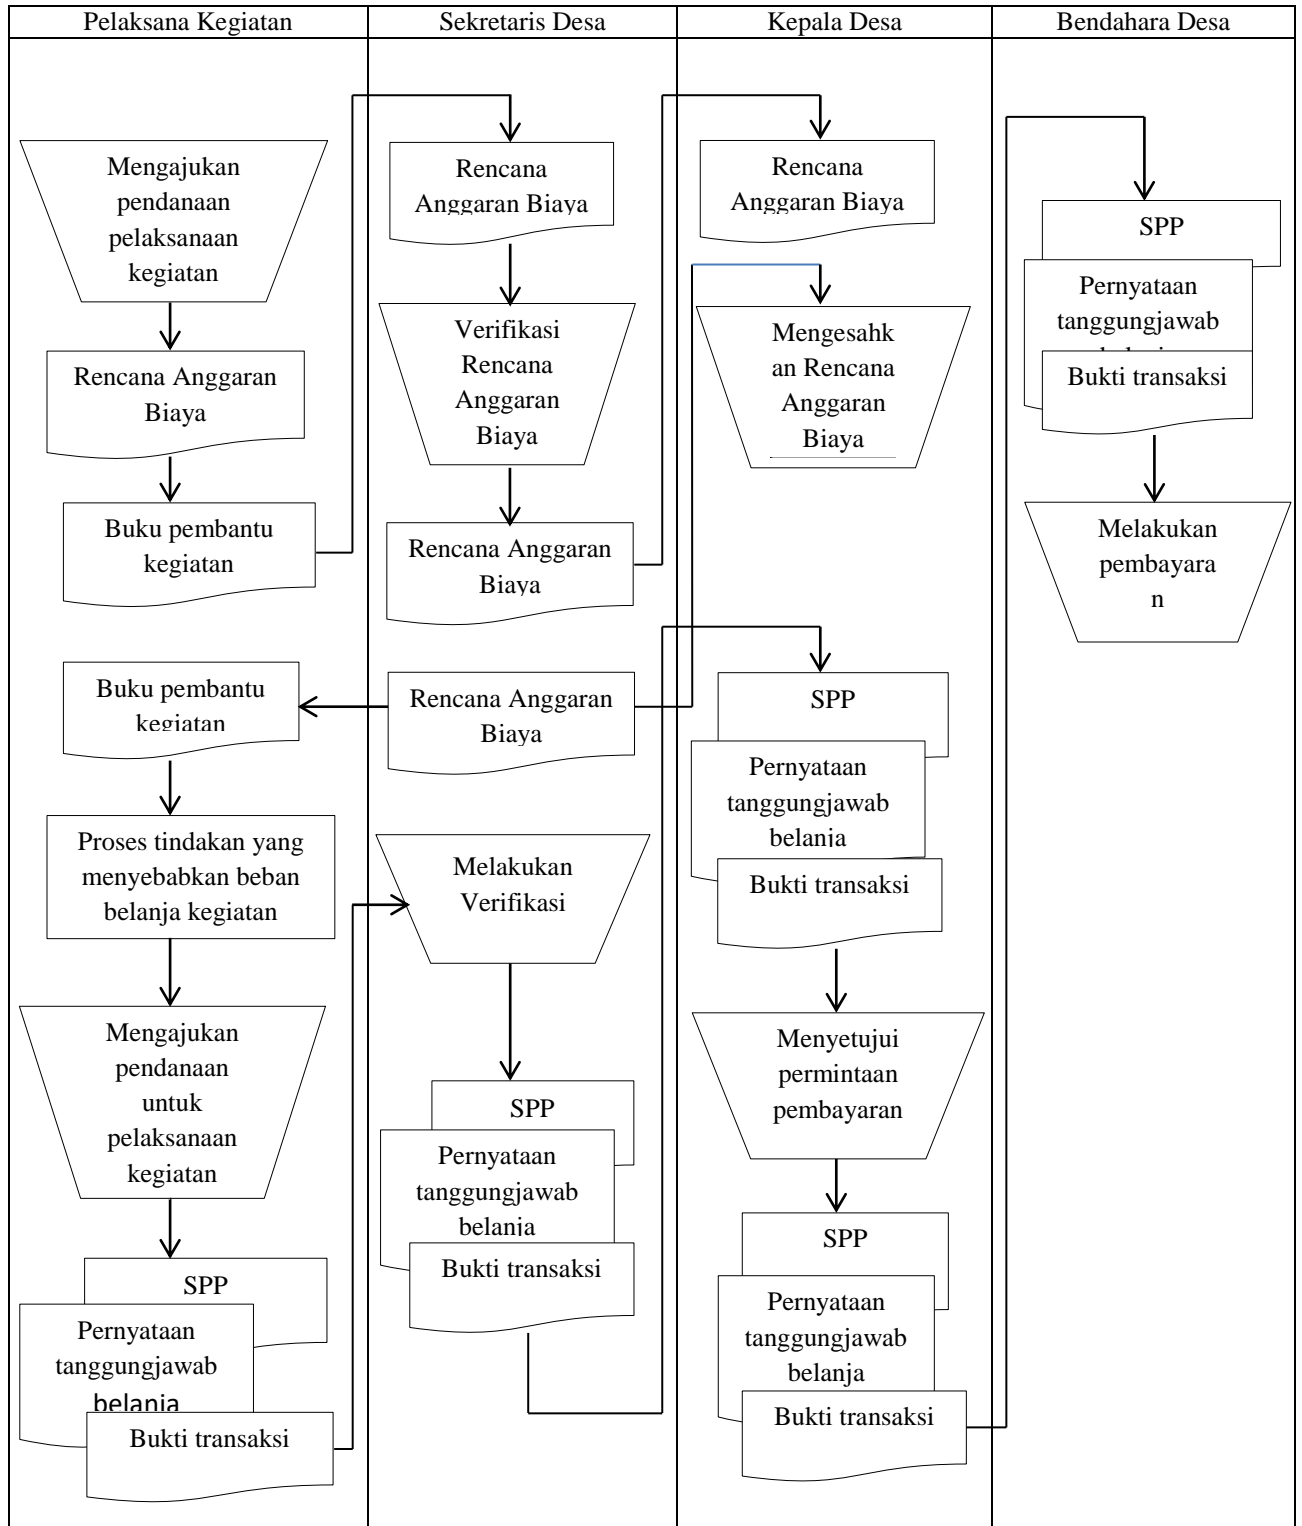 Pelaksana Kegiatan
Sekretaris Desa
Kepala Desa
Bendahara Desa
Mengajukan
pendanaan
pelaksanaan
kegiatan
Rencana Anggaran
Biaya
Buku pembantu
kegiatan
Buku pembantu
kegiatan
Proses tindakan yang
menyebabkan beban
belanja kegiatan
Mengajukan
pendanaan
untuk
pelaksanaan
kegiatan
SPP
Pernyataan
tanggungjawab
belanja
Bukti transaksi
Rencana
Anggaran Biaya
Verifikasi
Rencana
Anggaran
Biaya
Rencana Anggaran
Biaya
Rencana Anggaran
Biaya
Melakukan
Verifikasi
SPP
Pernyataan
tanggungjawab
belanja
Bukti transaksi
Rencana
Anggaran Biaya
Mengesahk
an Rencana
Anggaran
Biaya
SPP
Pernyataan
tanggungjawab
belanja
Bukti transaksi
Menyetujui
permintaan
pembayaran
SPP
Pernyataan
tanggungjawab
belanja
Bukti transaksi
SPP
Pernyataan
tanggungjawab
Bukti transaksi
Melakukan
pembayara
n